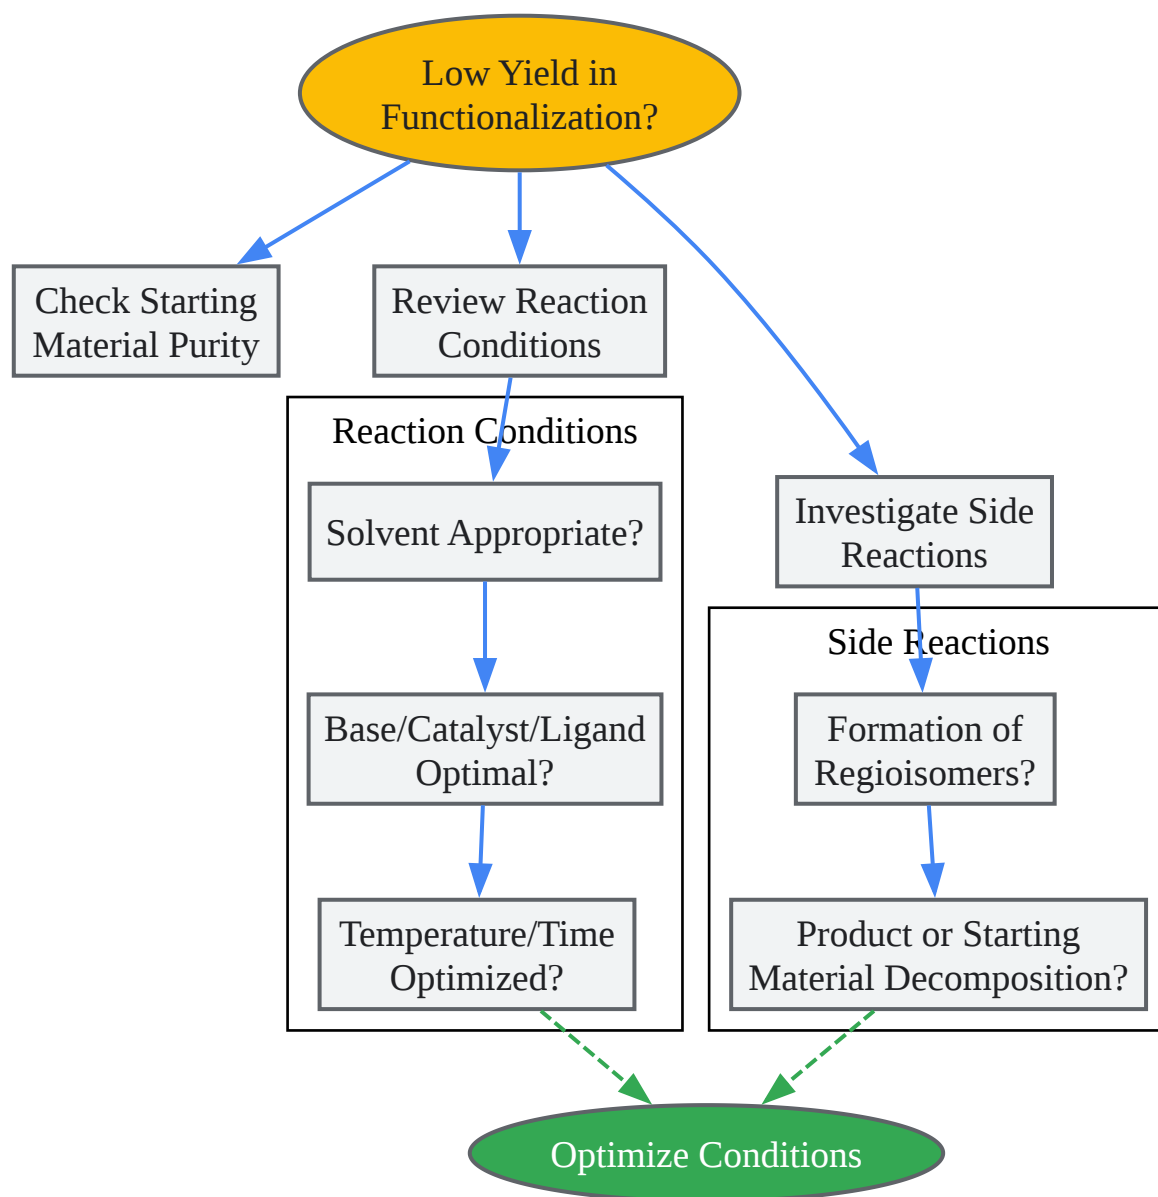 Low Yield in
Functionalization?
Check Starting
Material Purity
Review Reaction
Conditions
Reaction Conditions
Solvent Appropriate?
Investigate Side
Reactions
Side Reactions
Base/Catalyst/Ligand
Optimal?
Formation of
Regioisomers?
Temperature/Time
Optimized?
Product or Starting
Material Decomposition?
Optimize Conditions